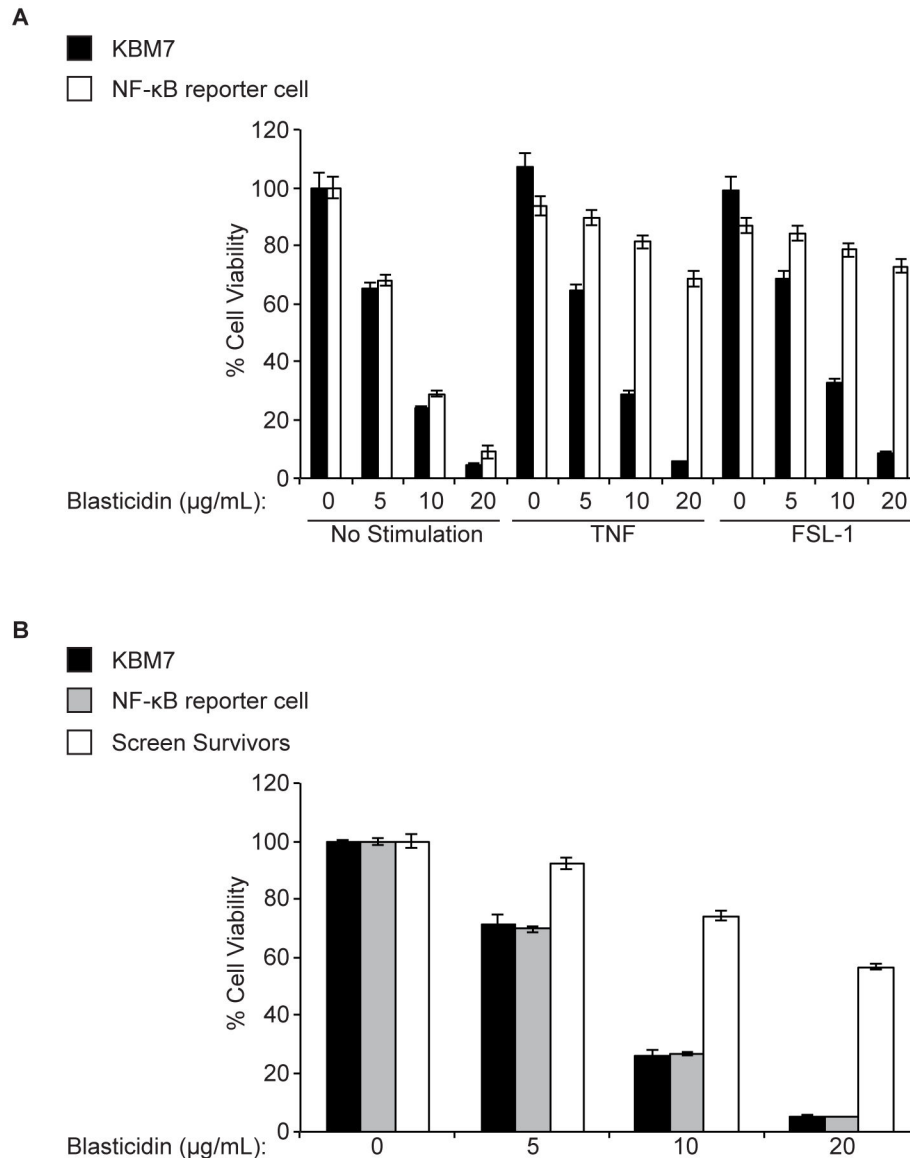 A
KBM7
NF-κB reporter cell
120
100
80
60
40
20
0
% Cell Viability
Blasticidin (µg/mL): 0 5 10 20 0 5 10 20 0 5 10 20
No Stimulation TNF FSL-1
B
KBM7
NF-κB reporter cell
Screen Survivors
120
100
80
60
40
20
0
% Cell Viability
Blasticidin (µg/mL): 0 5 10 20